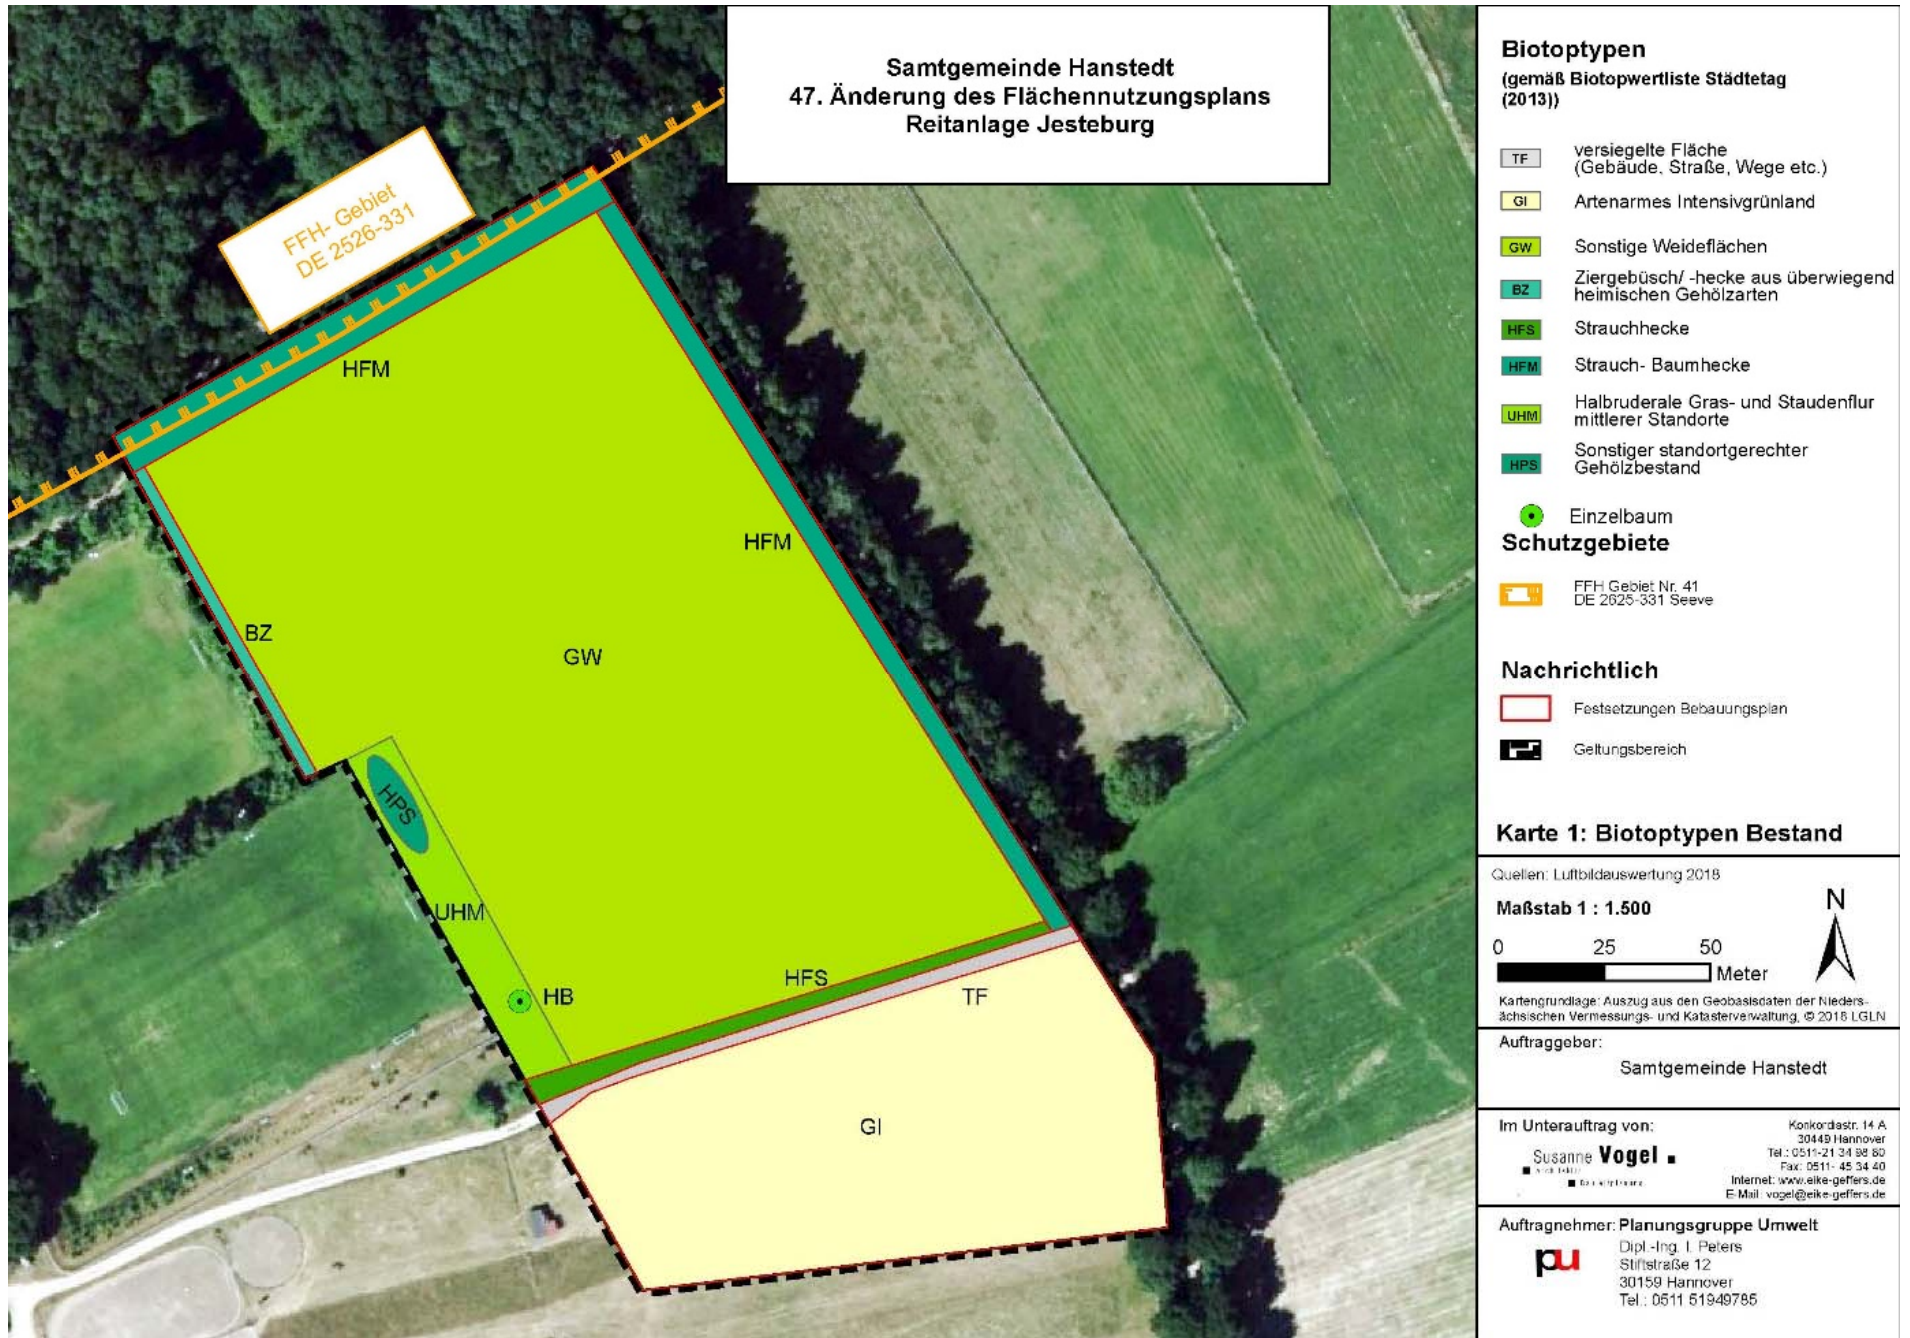 Samtgemeinde Hanstedt
47. Änderung des Flächennutzungsplans
Reitanlage Jesteburg
FFH- Gebiet
DE 2526-331
HFM
HFM
BZ
GW
HPS
UHM
HB
HFS
TF
GI
Biotoptypen
(gemäß Biotopwertliste Städtetag
(2013))
TF versiegelte Fläche
(Gebäude, Straße, Wege etc.)
GI Artenarmes Intensivgrünland
GW Sonstige Weideflächen
BZ Ziergebüsch/ -hecke aus überwiegend
heimischen Gehölzarten
HFS Strauchhecke
HFM Strauch- Baumhecke
UHM Halbruderale Gras- und Staudenflur
mittlerer Standorte
HPS Sonstiger standortgerechter
Gehölzbestand
Einzelbaum
Schutzgebiete
FFH Gebiet Nr. 41
DE 2625-331 Seeve
Nachrichtlich
Festsetzungen Bebauungsplan
Geltungsbereich
Karte 1: Biotoptypen Bestand
Quellen: Luftbildauswertung 2018
Maßstab 1 : 1.500
N
0 25 50
Meter
Kartengrundlage: Auszug aus den Geobasisdaten der Nieders-
ächsischen Vermessungs- und Katasterverwaltung, © 2018 LGLN
Auftraggeber:
Samtgemeinde Hanstedt
Im Unterauftrag von:
Susanne Vogel
Konkordiastr. 14 A
30449 Hannover
Tel.: 0511-21 34 98 80
Fax: 0511- 45 34 40
Internet: www.eike-geffers.de
E-Mail: vogel@eike-geffers.de
Auftragnehmer: Planungsgruppe Umwelt
pu
Dipl.-Ing. I. Peters
Stiftstraße 12
30159 Hannover
Tel.: 0511 51949785